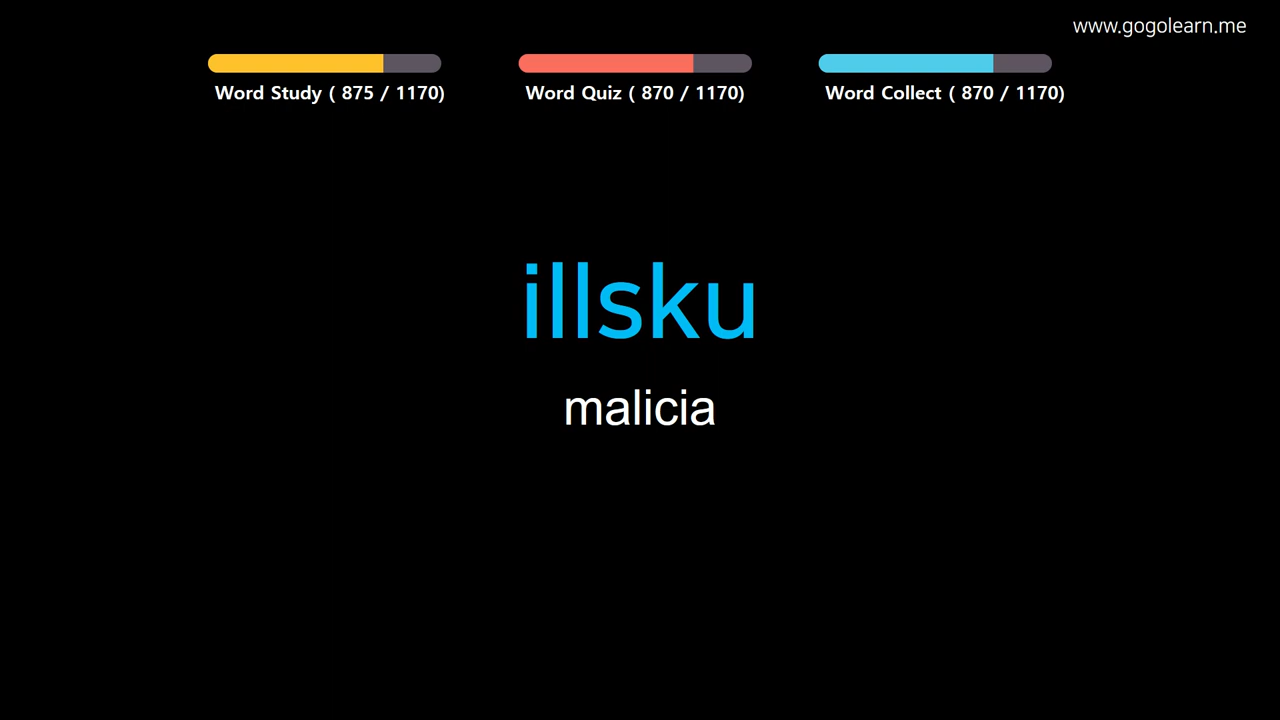 www.gogolearn.me
Word Study ( 875 / 1170)
Word Quiz ( 870 / 1170)
Word Collect ( 870 / 1170)
illsku
malicia